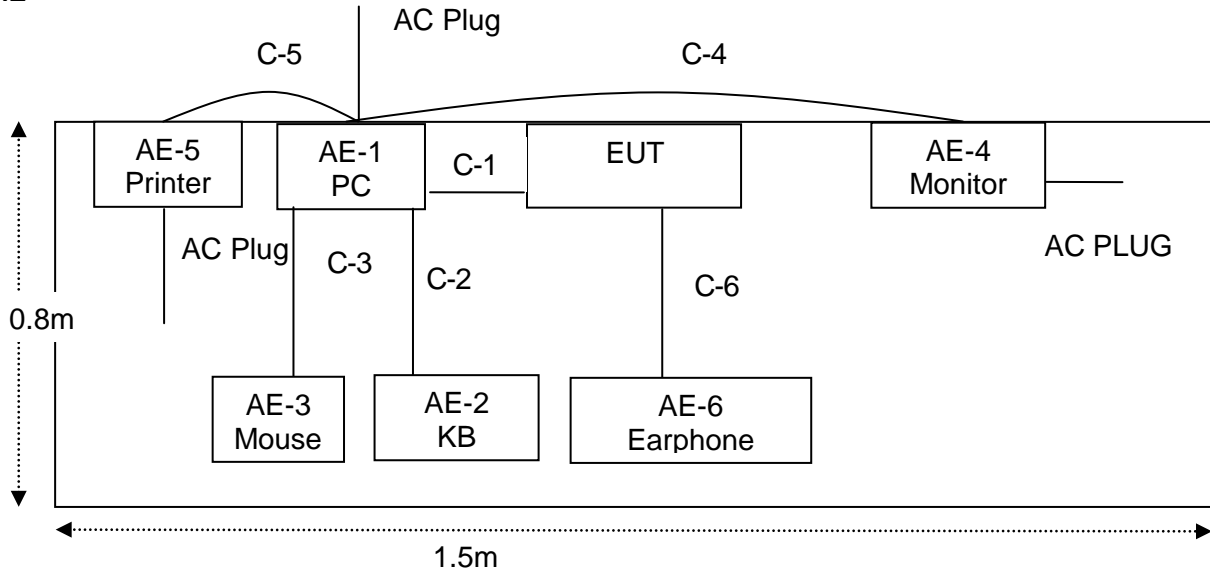 AC Plug
C-5
C-4
AE-5
Printer
AE-1
PC
C-1
EUT
AE-4
Monitor
AC Plug
C-3
C-2
C-6
AC PLUG
0.8m
AE-3
Mouse
AE-2
KB
AE-6
Earphone
1.5m